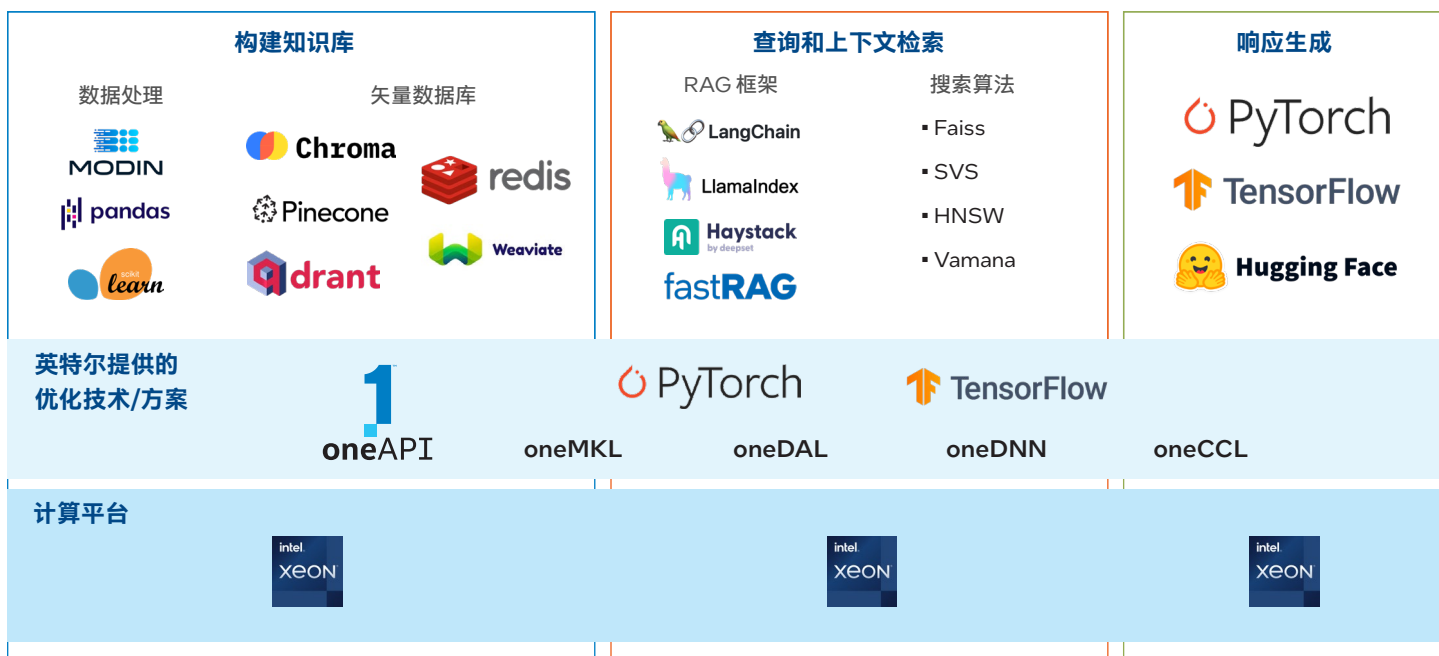 构建知识库
数据处理
矢量数据库
MODIN
pandas
scikit
learn
Chroma
Pinecone
qdrant
redis
Weaviate
查询和上下文检索
RAG 框架
搜索算法
LangChain
LlamaIndex
Haystack
by deepset
fastRAG
▪ Faiss
▪ SVS
▪ HNSW
▪ Vamana
响应生成
PyTorch
TensorFlow
Hugging Face
英特尔提供的
优化技术/方案
1
oneAPI
PyTorch
TensorFlow
oneMKL
oneDAL
oneDNN
oneCCL
计算平台
intel.
xeon
intel.
xeon
intel.
xeon